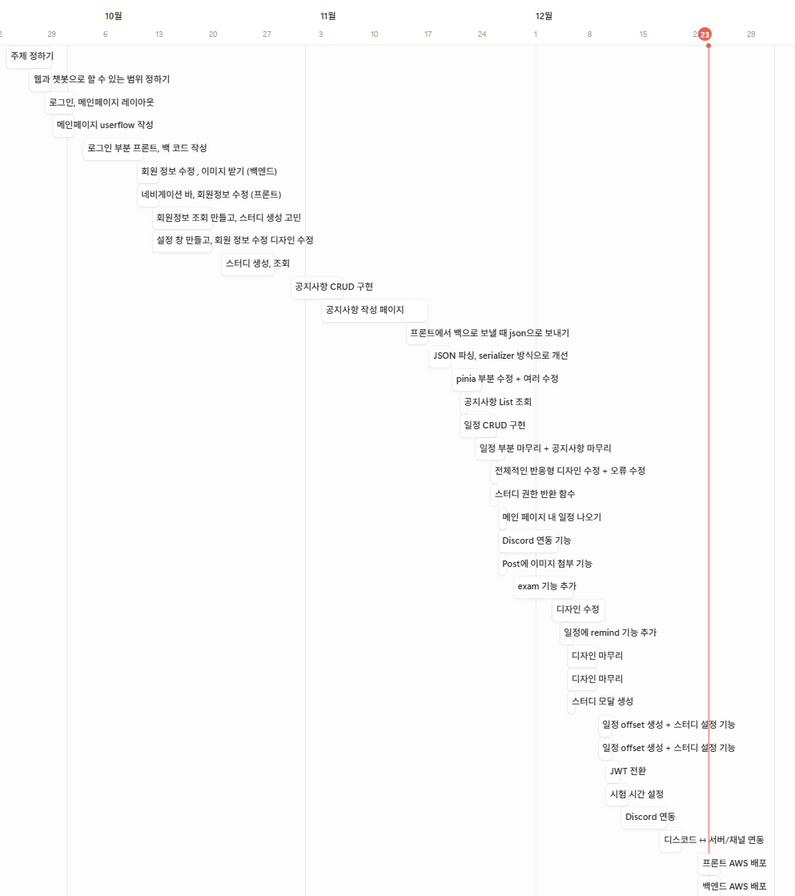 10월 11월 12월
29 6 13 20 27 3 10 17 24 1 8 15 23 29
주제 정하기
웹과 챗봇으로 할 수 있는 범위 정하기
로그인, 메인페이지 레이아웃
메인페이지 userflow 작성
로그인 부분 프론트, 백 코드 작성
회원 정보 수정 , 이미지 받기 (백엔드)
네비게이션 바, 회원정보 수정 (프론트)
회원정보 조회 만들고, 스터디 생성 고민
설정 창 만들고, 회원 정보 수정 디자인 수정
스터디 생성, 조회
공지사항 CRUD 구현
공지사항 작성 페이지
프론트에서 백으로 보낼 때 json으로 보내기
JSON 파싱, serializer 방식으로 개선
pinia 부분 수정 + 여러 수정
공지사항 List 조회
일정 CRUD 구현
일정 부분 마무리 + 공지사항 마무리
전체적인 반응형 디자인 수정 + 오류 수정
스터디 권한 반환 함수
메인 페이지 내 일정 나오기
Discord 연동 기능
Post에 이미지 첨부 기능
exam 기능 추가
디자인 수정
일정에 remind 기능 추가
디자인 마무리
디자인 마무리
스터디 모달 생성
일정 offset 생성 + 스터디 설정 기능
일정 offset 생성 + 스터디 설정 기능
JWT 전환
시험 시간 설정
Discord 연동
디스코드 ↔ 서버/채널 연동
프론트 AWS 배포
백엔드 AWS 배포